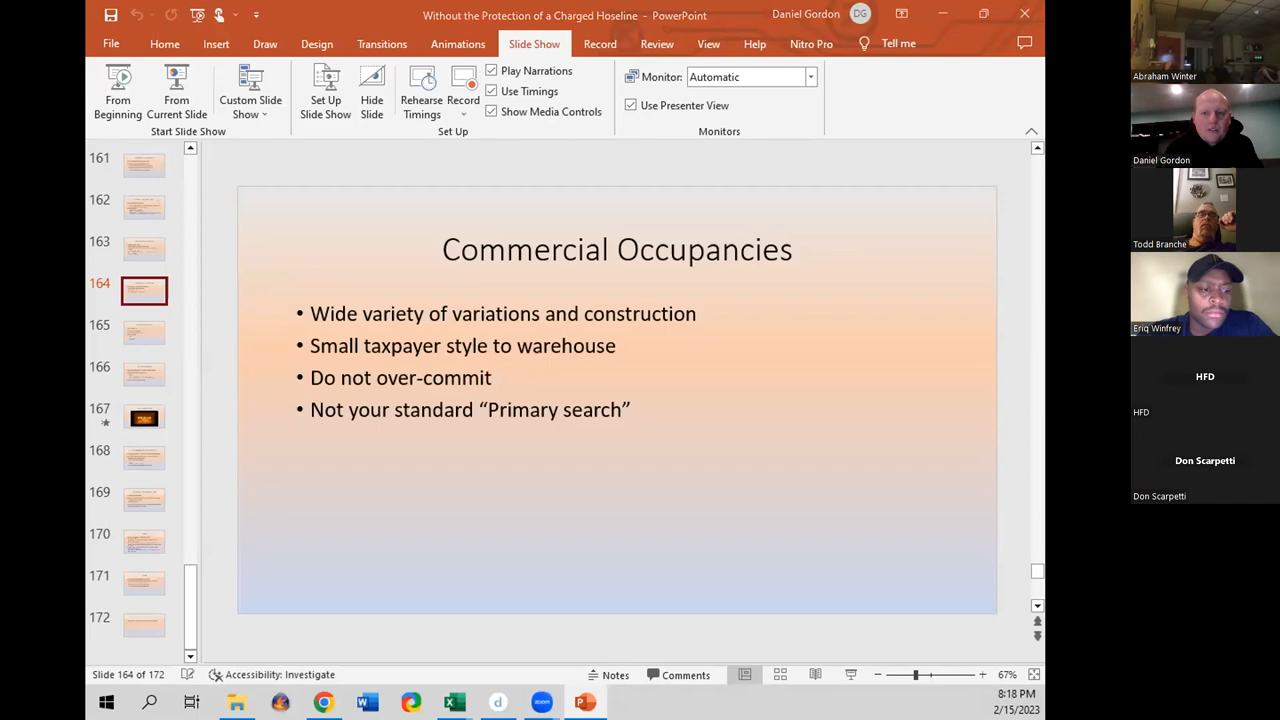 Without the Protection of a Charged Hoseline - PowerPoint
Daniel Gordon
DG
File
Home
Insert
Draw
Design
Transitions
Animations
Slide Show
Record
Review
View
Help
Nitro Pro
Tell me
From
Beginning
From
Current Slide
Custom Slide
Show
Start Slide Show
Set Up
Slide Show
Hide
Slide
Rehearse
Timings
Record
Play Narrations
Use Timings
Show Media Controls
Set Up
Monitor:
Automatic
Use Presenter View
Monitors
161
162
163
164
165
166
167
168
169
170
171
172
Commercial Occupancies
• Wide variety of variations and construction
• Small taxpayer style to warehouse
• Do not over-commit
• Not your standard “Primary search”
Slide 164 of 172
Accessibility: Investigate
Notes
Comments
67%
zoom
8:18 PM
2/15/2023
Abraham Winter
Daniel Gordon
Todd Branche
Eriq Winfrey
HFD
HFD
Don Scarpetti
Don Scarpetti